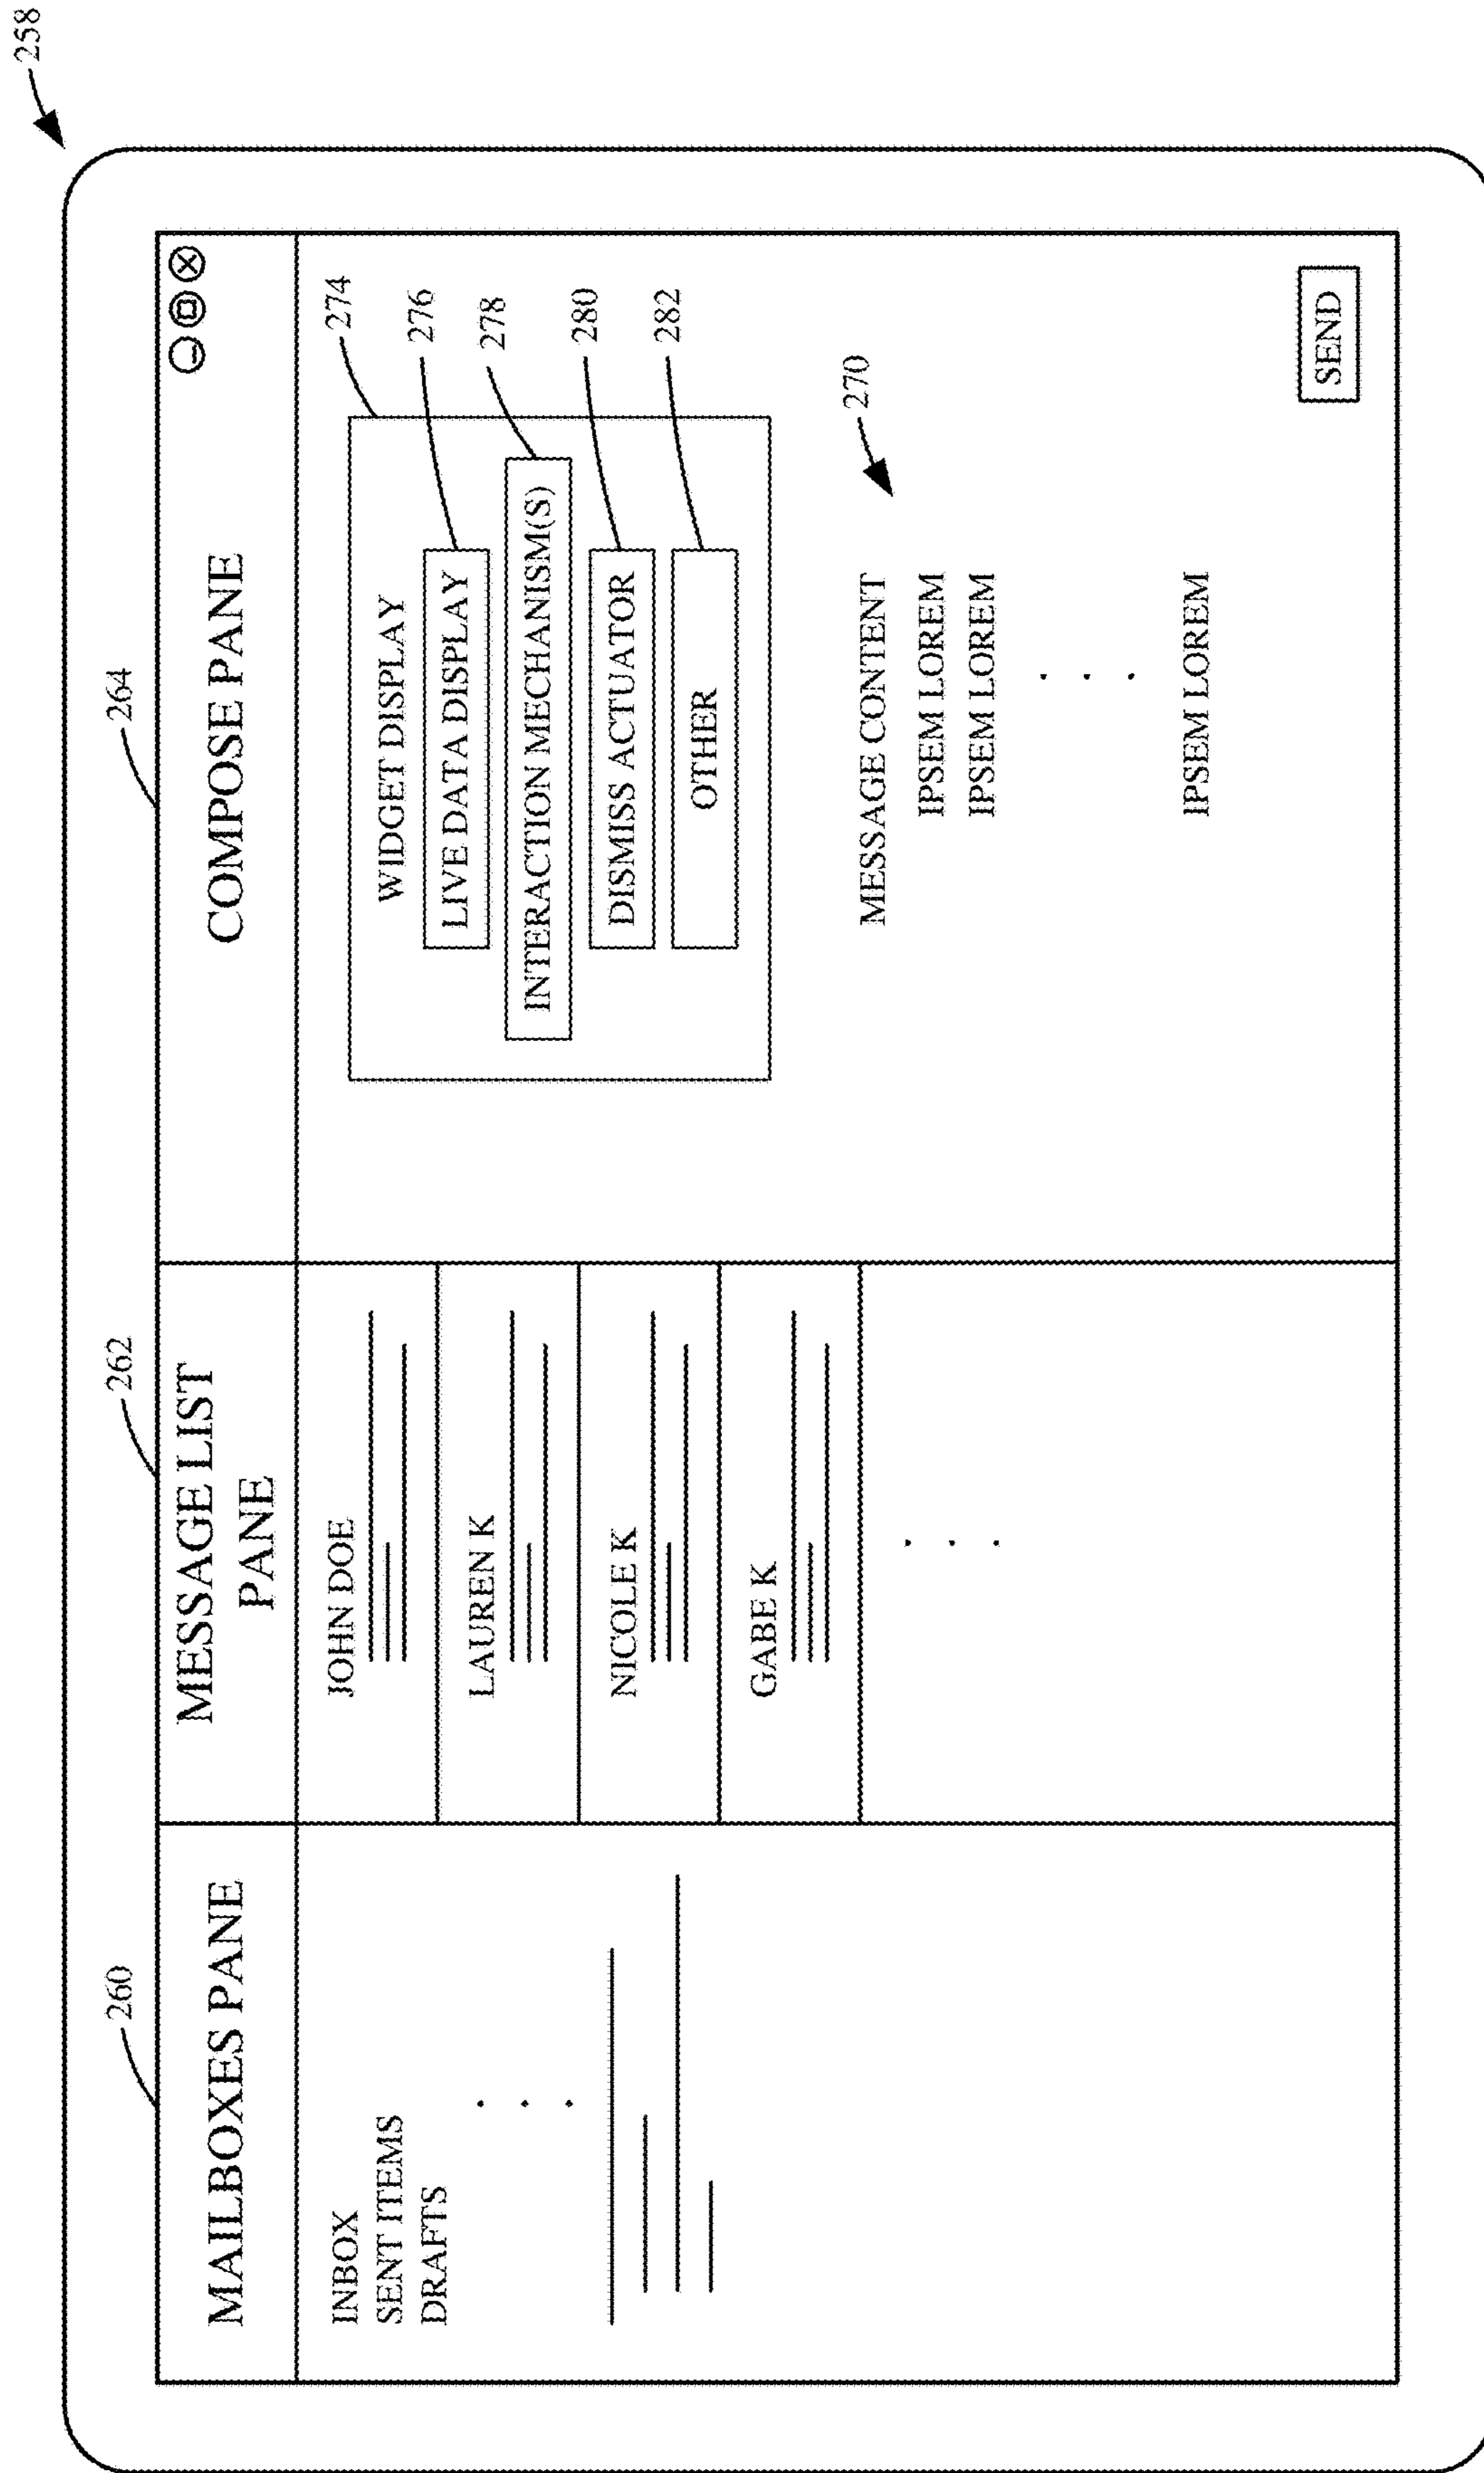 258
260
262
264
MAILBOXES PANE
MESSAGE LIST
PANE
COMPOSE PANE
INBOX
SENT ITEMS
DRAFTS
JOHN DOE
LAUREN K
NICOLE K
GABE K
274
WIDGET DISPLAY
276
LIVE DATA DISPLAY
278
INTERACTION MECHANISM(S)
280
DISMISS ACTUATOR
282
OTHER
270
MESSAGE CONTENT
IPSEM LOREM
IPSEM LOREM
IPSEM LOREM
SEND